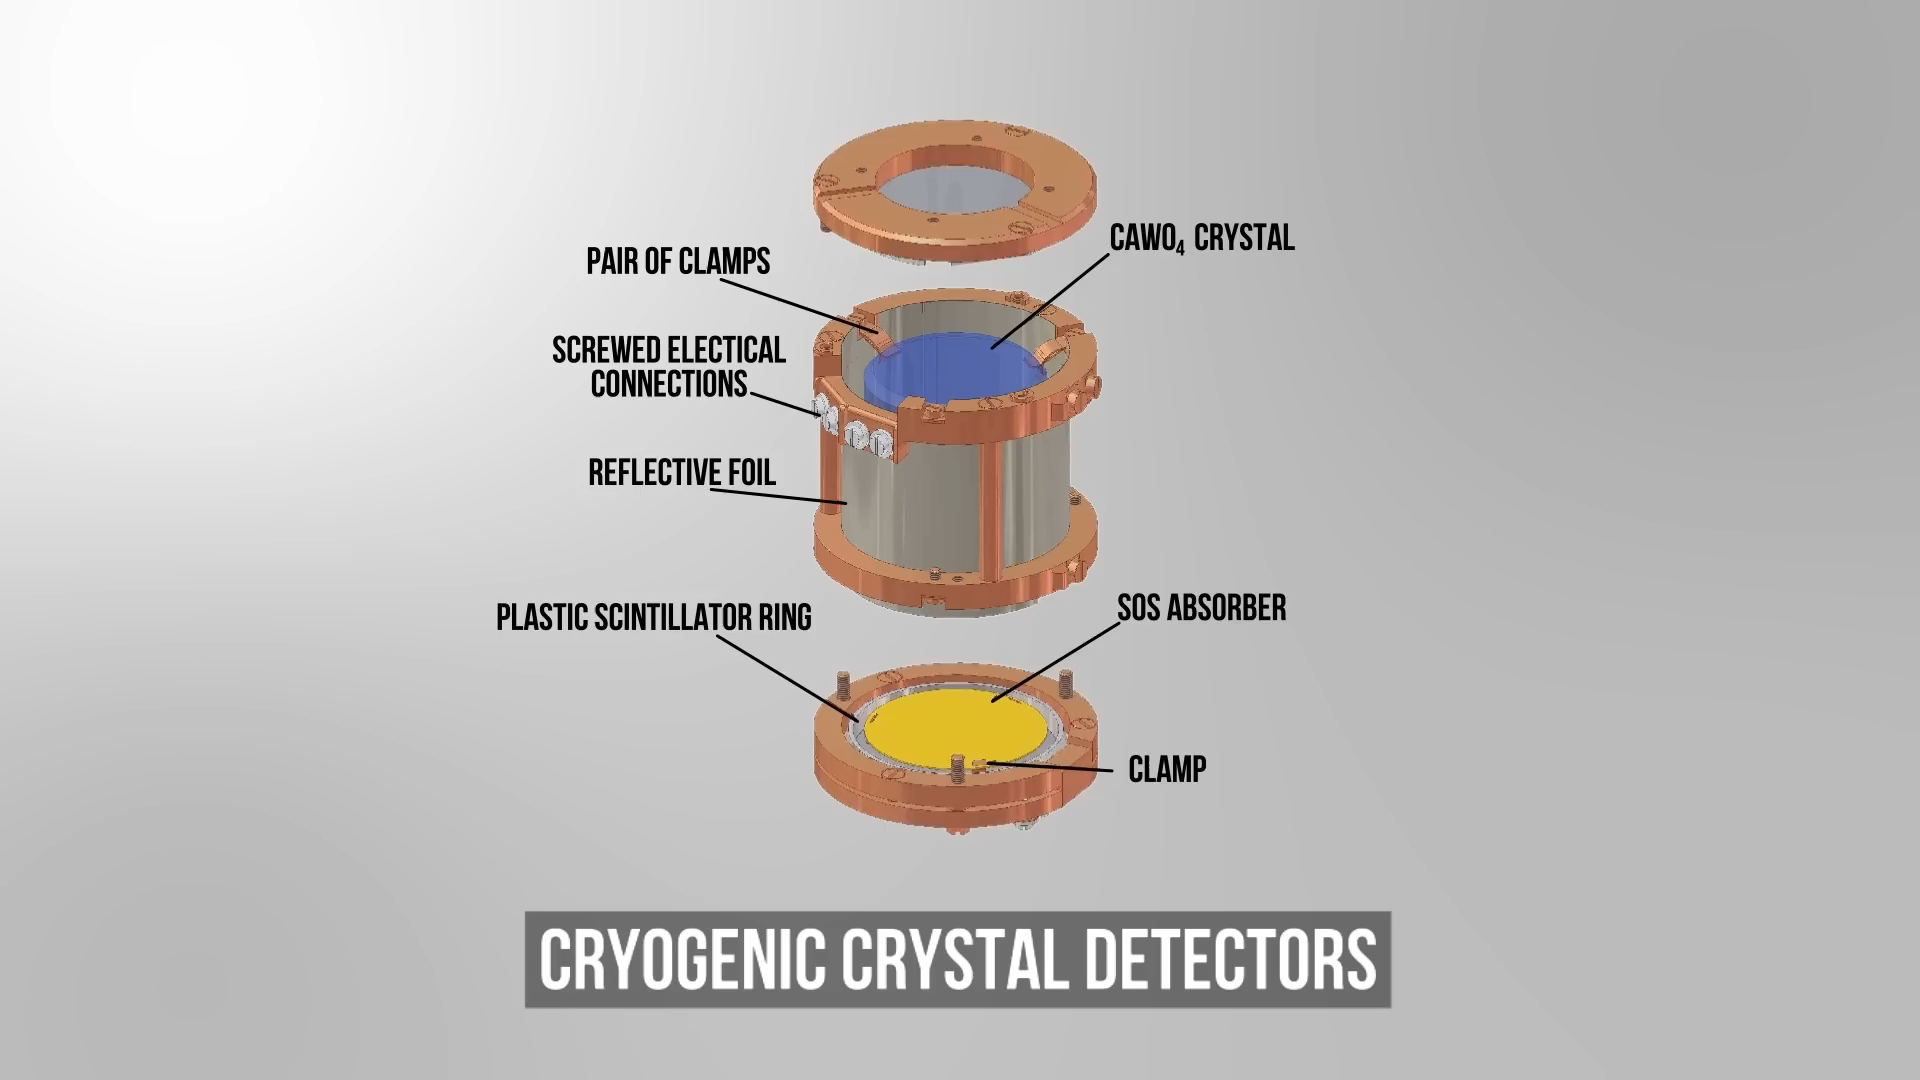 CAWO₄ CRYSTAL
PAIR OF CLAMPS
SCREWED ELECTICAL
CONNECTIONS
REFLECTIVE FOIL
PLASTIC SCINTILLATOR RING
SOS ABSORBER
CLAMP
CRYOGENIC CRYSTAL DETECTORS